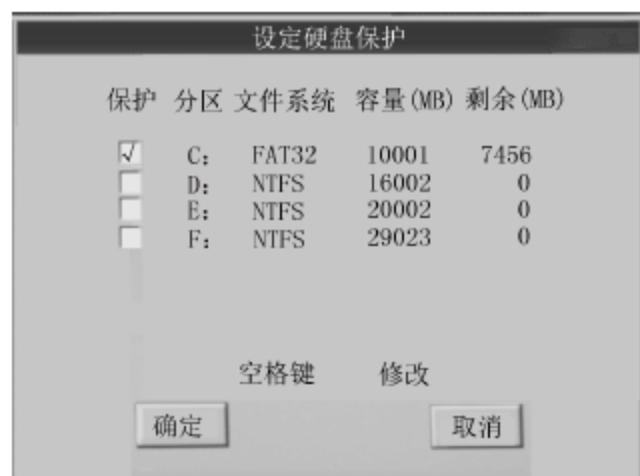 设定硬盘保护
保护 分区 文件系统 容量(MB) 剩余(MB)
√ C: FAT32 10001 7456
D: NTFS 16002 0
E: NTFS 20002 0
F: NTFS 29023 0
空格键 修改
确定 取消